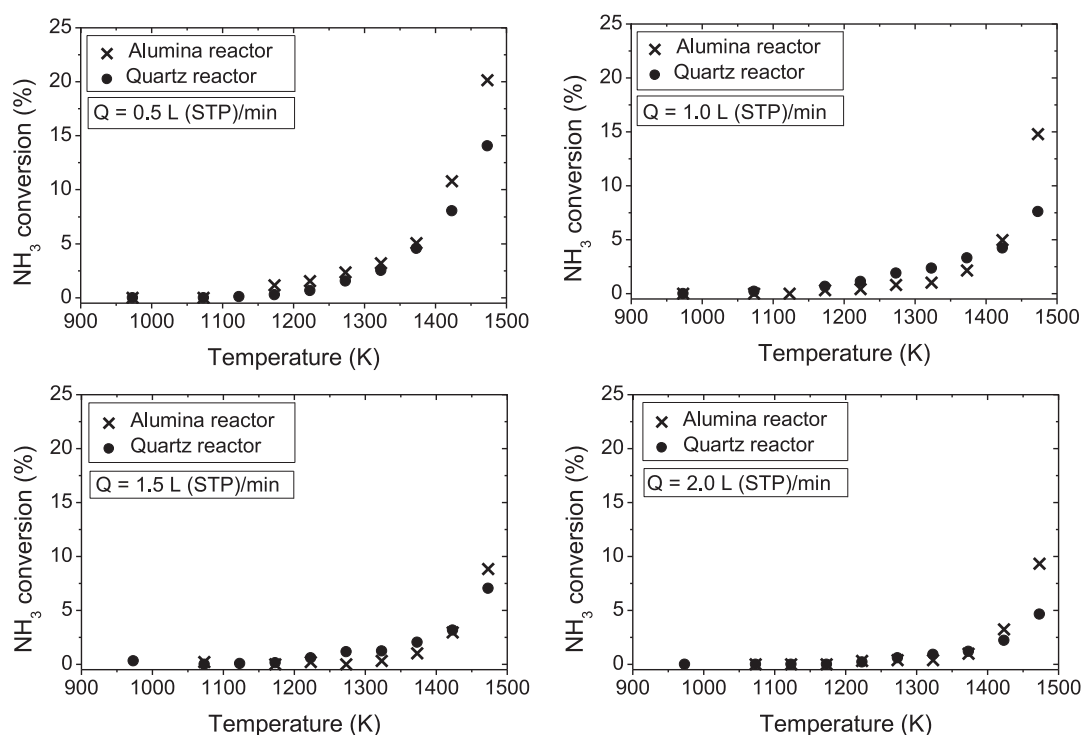 25
20
15
10
5
0
NH3 conversion (%)
Alumina reactor
Quartz reactor
Q = 0.5 L (STP)/min
900 1000 1100 1200 1300 1400 1500
Temperature (K)
25
20
15
10
5
0
NH3 conversion (%)
Alumina reactor
Quartz reactor
Q = 1.0 L (STP)/min
900 1000 1100 1200 1300 1400 1500
Temperature (K)
25
20
15
10
5
0
NH3 conversion (%)
Alumina reactor
Quartz reactor
Q = 1.5 L (STP)/min
900 1000 1100 1200 1300 1400 1500
Temperature (K)
25
20
15
10
5
0
NH3 conversion (%)
Alumina reactor
Quartz reactor
Q = 2.0 L (STP)/min
900 1000 1100 1200 1300 1400 1500
Temperature (K)